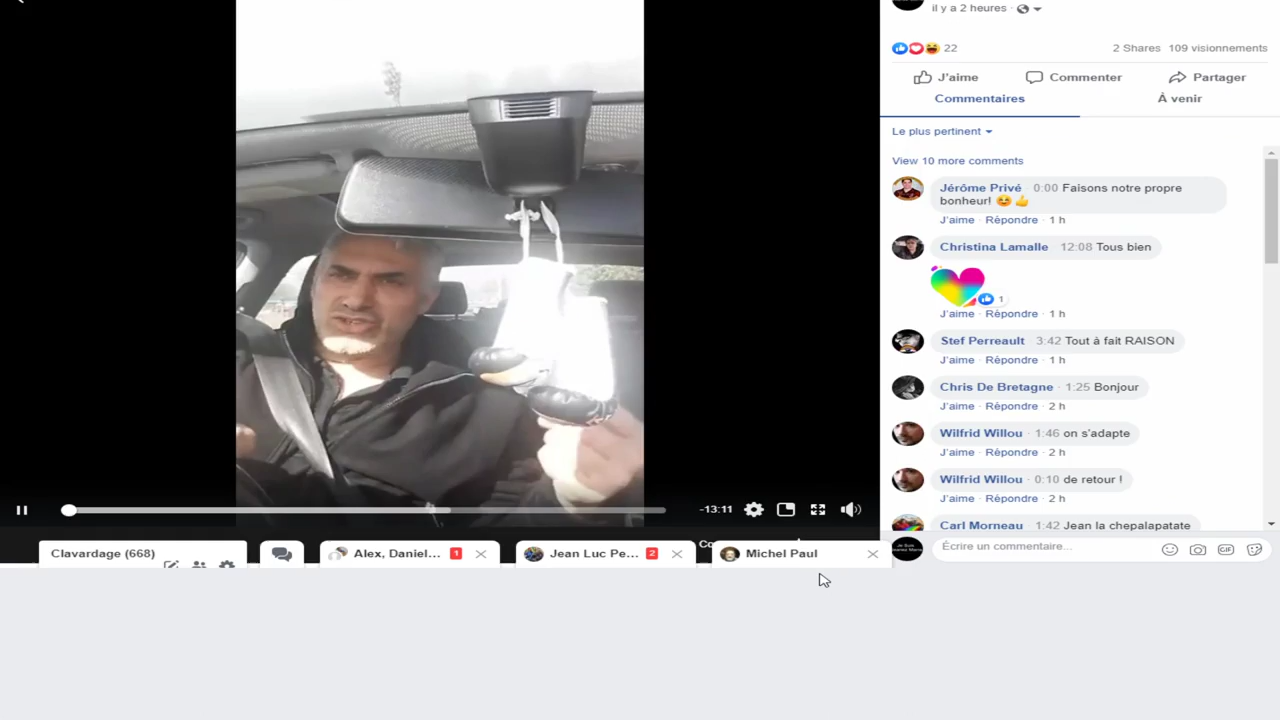 il y a 2 heures ·
22
2 Shares 109 visionnements
J'aime Commenter Partager
Commentaires À venir
Le plus pertinent
View 10 more comments
Jérôme Privé · 0:00 Faisons notre propre
bonheur!
J'aime · Répondre · 1 h
Christina Lamalle 12:08 Tous bien
1
J'aime · Répondre · 1 h
Stef Perreault 3:42 Tout à fait RAISON
J'aime · Répondre · 1 h
Chris De Bretagne · 1:25 Bonjour
J'aime · Répondre · 2 h
Wilfrid Willou · 1:46 on s'adapte
J'aime · Répondre · 2 h
Wilfrid Willou · 0:10 de retour !
J'aime · Répondre · 2 h
Carl Morneau · 1:42 Jean la chepalapatate
Écrire un commentaire...
GIF
-13:11
Clavardage (668)
Alex, Daniel... 1
Jean Luc Pe... 2
Michel Paul